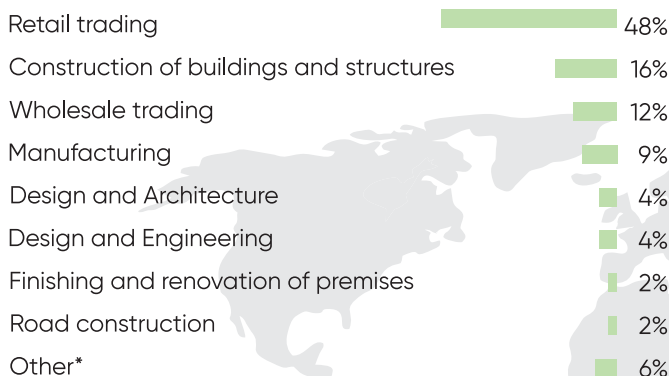 Retail trading 48%
Construction of buildings and structures 16%
Wholesale trading 12%
Manufacturing 9%
Design and Architecture 4%
Design and Engineering 4%
Finishing and renovation of premises 2%
Road construction 2%
Other* 6%